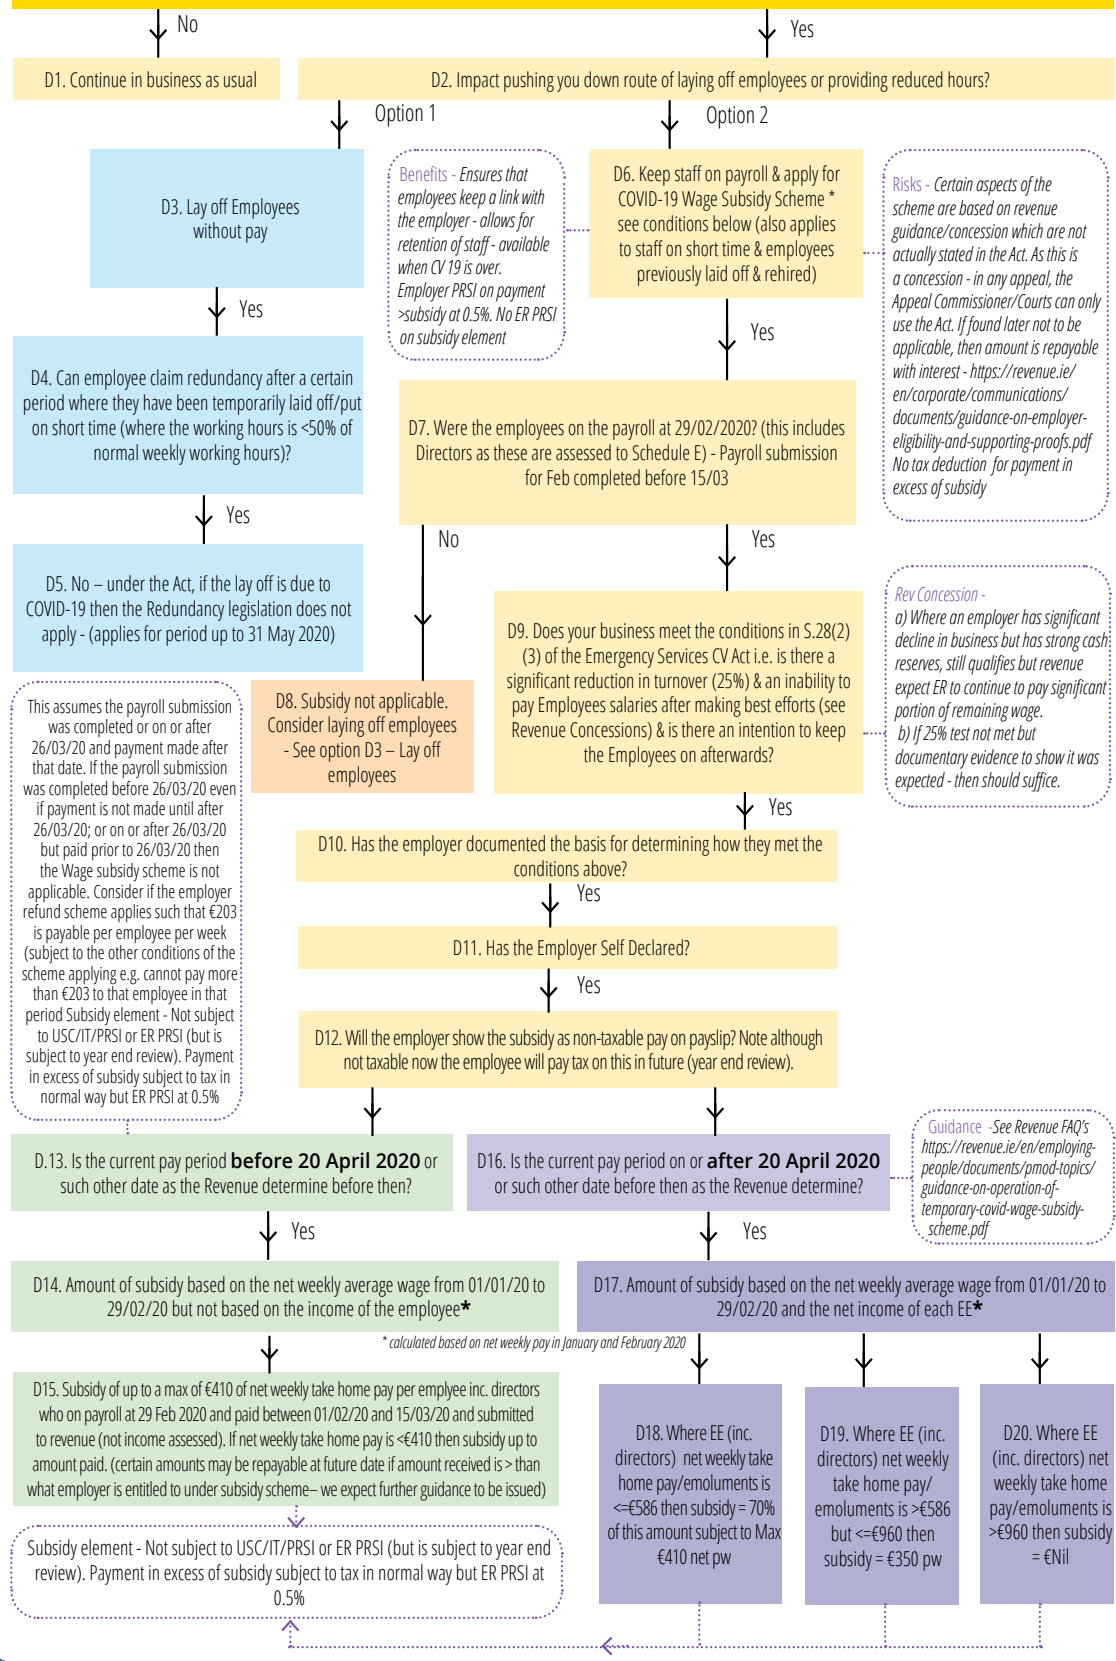 No
Yes
D1. Continue in business as usual
D2. Impact pushing you down route of laying off employees or providing reduced hours?
Option 1
Option 2
D3. Lay off Employees
without pay
Benefits - Ensures that
employees keep a link with
the employer - allows for
retention of staff - available
when CV 19 is over.
Employer PRSI on payment
>subsidy at 0.5%. No ER PRSI
on subsidy element
D6. Keep staff on payroll & apply for
COVID-19 Wage Subsidy Scheme *
see conditions below (also applies
to staff on short time & employees
previously laid off & rehired)
Risks - Certain aspects of the
scheme are based on revenue
guidance/concession which are not
actually stated in the Act. As this is
a concession - in any appeal, the
Appeal Commissioner/Courts can only
use the Act. If found later not to be
applicable, then amount is repayable
with interest - https://revenue.ie/
en/corporate/communications/
documents/guidance-on-employer-
eligibility-and-supporting-proofs.pdf
No tax deduction for payment in
excess of subsidy
Yes
Yes
D4. Can employee claim redundancy after a certain
period where they have been temporarily laid off/put
on short time (where the working hours is <50% of
normal weekly working hours)?
D7. Were the employees on the payroll at 29/02/2020? (this includes
Directors as these are assessed to Schedule E) - Payroll submission
for Feb completed before 15/03
Yes
No
Yes
D5. No – under the Act, if the lay off is due to
COVID-19 then the Redundancy legislation does not
apply - (applies for period up to 31 May 2020)
D9. Does your business meet the conditions in S.28(2)
(3) of the Emergency Services CV Act i.e. is there a
significant reduction in turnover (25%) & an inability to
pay Employees salaries after making best efforts (see
Revenue Concessions) & is there an intention to keep
the Employees on afterwards?
Rev Concession -
a) Where an employer has significant
decline in business but has strong cash
reserves, still qualifies but revenue
expect ER to continue to pay significant
portion of remaining wage.
b) If 25% test not met but
documentary evidence to show it was
expected - then should suffice.
D8. Subsidy not applicable.
Consider laying off employees
- See option D3 – Lay off
employees
This assumes the payroll submission
was completed or on or after
26/03/20 and payment made after
that date. If the payroll submission
was completed before 26/03/20 even
if payment is not made until after
26/03/20; or on or after 26/03/20
but paid prior to 26/03/20 then
the Wage subsidy scheme is not
applicable. Consider if the employer
refund scheme applies such that €203
is payable per employee per week
(subject to the other conditions of the
scheme applying e.g. cannot pay more
than €203 to that employee in that
period Subsidy element - Not subject
to USC/IT/PRSI or ER PRSI (but is
subject to year end review). Payment
in excess of subsidy subject to tax in
normal way but ER PRSI at 0.5%
Yes
D10. Has the employer documented the basis for determining how they met the
conditions above?
Yes
D11. Has the Employer Self Declared?
Yes
D12. Will the employer show the subsidy as non-taxable pay on payslip? Note although
not taxable now the employee will pay tax on this in future (year end review).
D.13. Is the current pay period before 20 April 2020 or
such other date as the Revenue determine before then?
D16. Is the current pay period on or after 20 April 2020
or such other date before then as the Revenue determine?
Guidance -See Revenue FAQ's
https://revenue.ie/en/employing-
people/documents/pmod-topics/
guidance-on-operation-of-
temporary-covid-wage-subsidy-
scheme.pdf
Yes
Yes
D14. Amount of subsidy based on the net weekly average wage from 01/01/20 to
29/02/20 but not based on the income of the employee*
D17. Amount of subsidy based on the net weekly average wage from 01/01/20 to
29/02/20 and the net income of each EE*
* calculated based on net weekly pay in January and February 2020
D15. Subsidy of up to a max of €410 of net weekly take home pay per emplyee inc. directors
who on payroll at 29 Feb 2020 and paid between 01/02/20 and 15/03/20 and submitted
to revenue (not income assessed). If net weekly take home pay is <€410 then subsidy up to
amount paid. (certain amounts may be repayable at future date if amount received is > than
what employer is entitled to under subsidy scheme– we expect further guidance to be issued)
D18. Where EE (inc.
directors) net weekly take
home pay/emoluments is
<=€586 then subsidy = 70%
of this amount subject to Max
€410 net pw
D19. Where EE (inc.
directors) net weekly
take home pay/
emoluments is >€586
but <=€960 then
subsidy = €350 pw
D20. Where EE
(inc. directors) net
weekly take home
pay/emoluments is
>€960 then subsidy
= €Nil
Subsidy element - Not subject to USC/IT/PRSI or ER PRSI (but is subject to year end
review). Payment in excess of subsidy subject to tax in normal way but ER PRSI at
0.5%